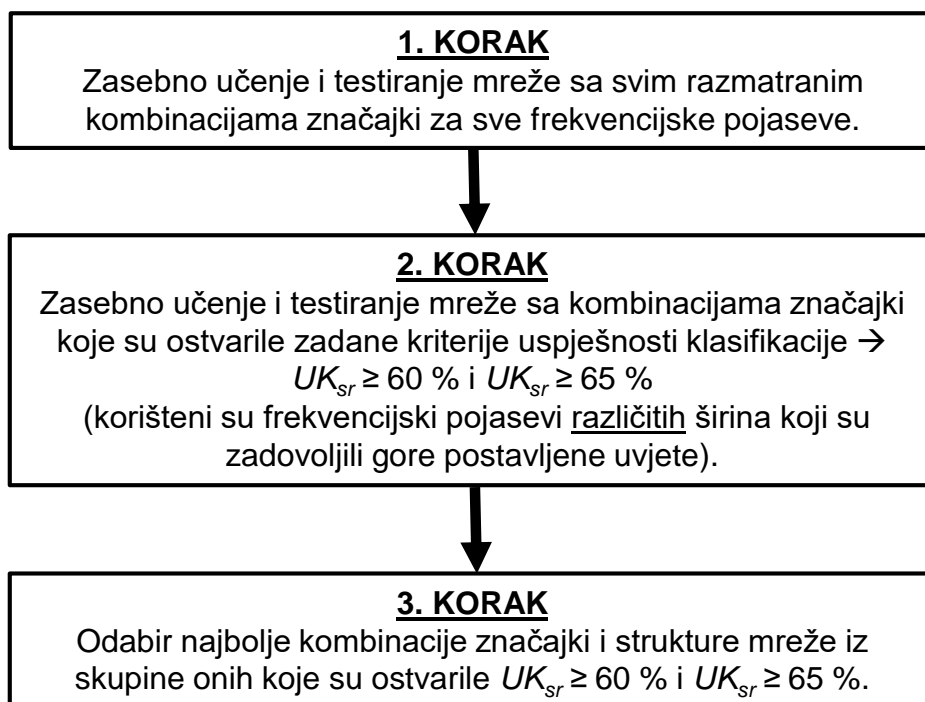 1. KORAK
Zasebno učenje i testiranje mreže sa svim razmatranim
kombinacijama značajki za sve frekvencijske pojaseve.
2. KORAK
Zasebno učenje i testiranje mreže sa kombinacijama značajki
koje su ostvarile zadane kriterije uspješnosti klasifikacije →
UKsr ≥ 60 % i UKsr ≥ 65 %
(korišteni su frekvencijski pojasevi različitih širina koji su
zadovoljili gore postavljene uvjete).
3. KORAK
Odabir najbolje kombinacije značajki i strukture mreže iz
skupine onih koje su ostvarile UKsr ≥ 60 % i UKsr ≥ 65 %.